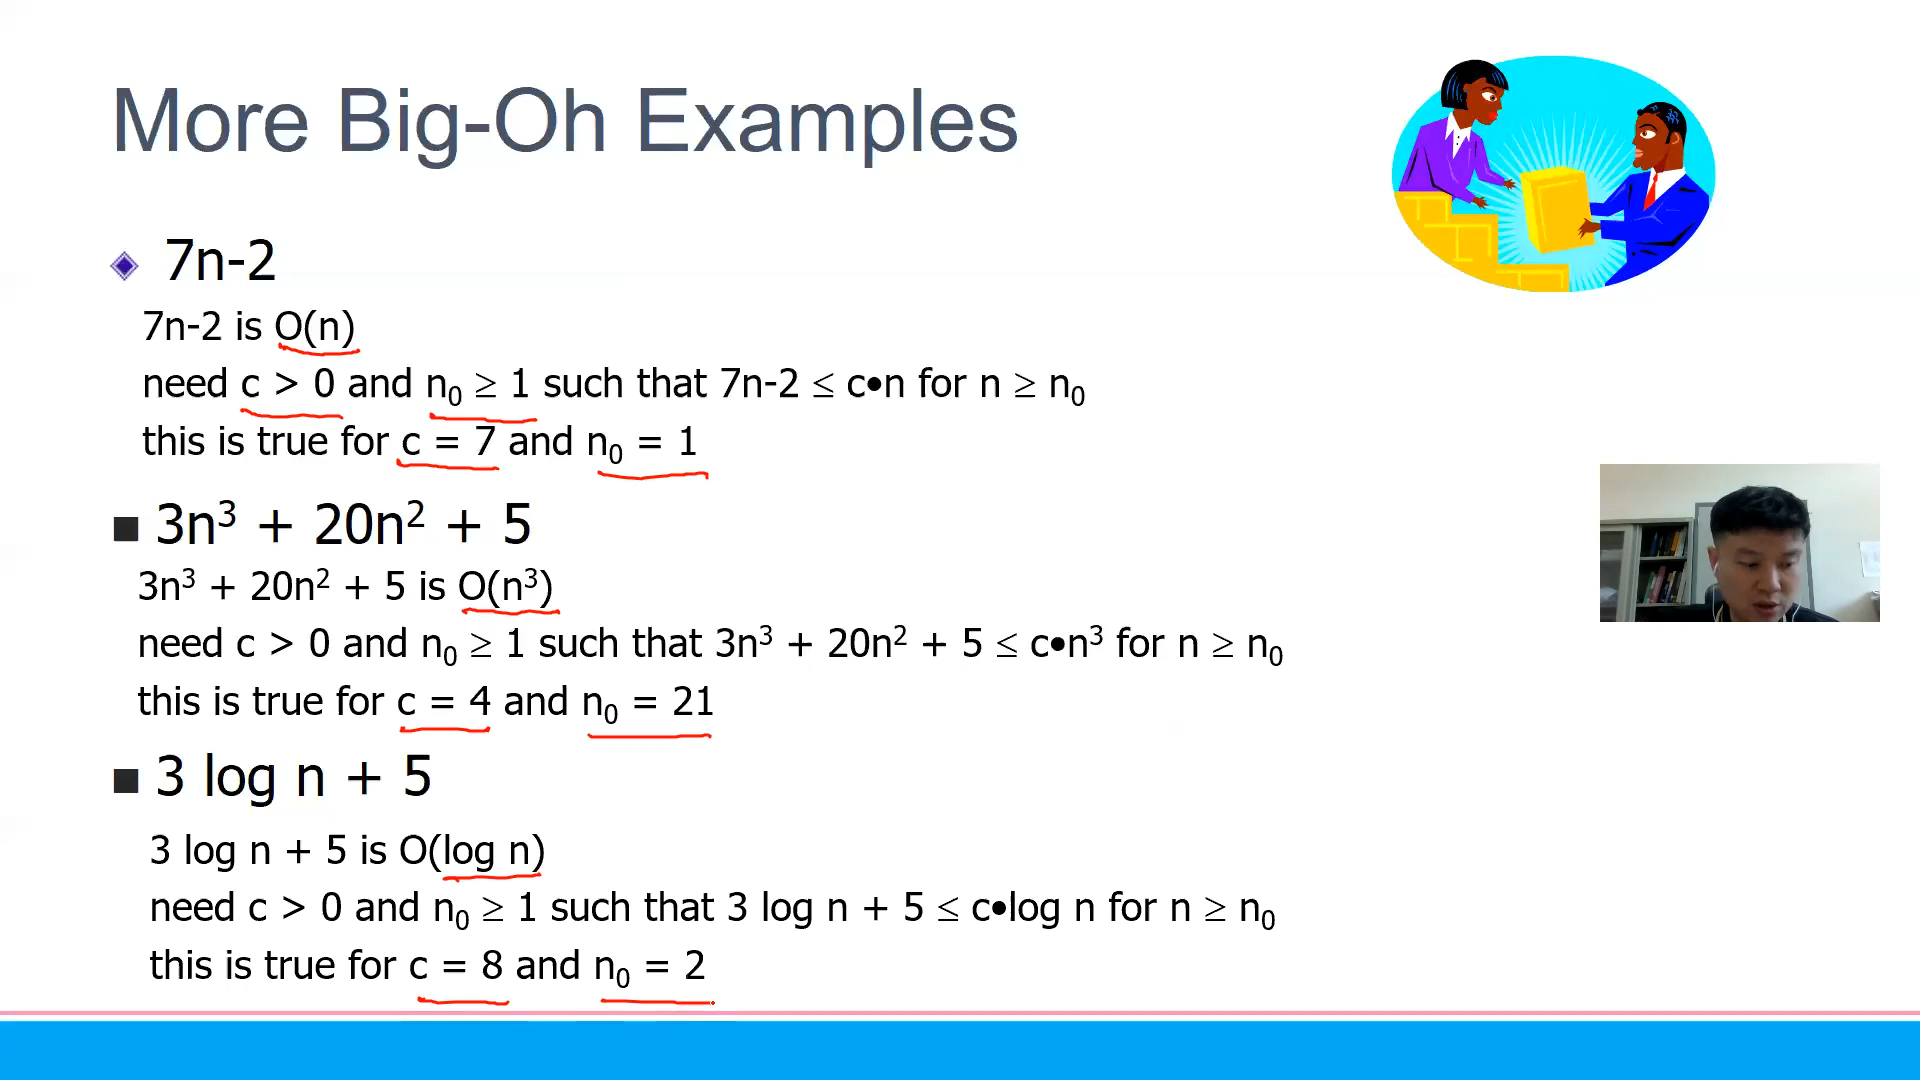 More Big-Oh Examples
7n-2
7n-2 is O(n)
need c > 0 and n₀ ≥ 1 such that 7n-2 ≤ c•n for n ≥ n₀
this is true for c = 7 and n₀ = 1
3n³ + 20n² + 5
3n³ + 20n² + 5 is O(n³)
need c > 0 and n₀ ≥ 1 such that 3n³ + 20n² + 5 ≤ c•n³ for n ≥ n₀
this is true for c = 4 and n₀ = 21
3 log n + 5
3 log n + 5 is O(log n)
need c > 0 and n₀ ≥ 1 such that 3 log n + 5 ≤ c•log n for n ≥ n₀
this is true for c = 8 and n₀ = 2